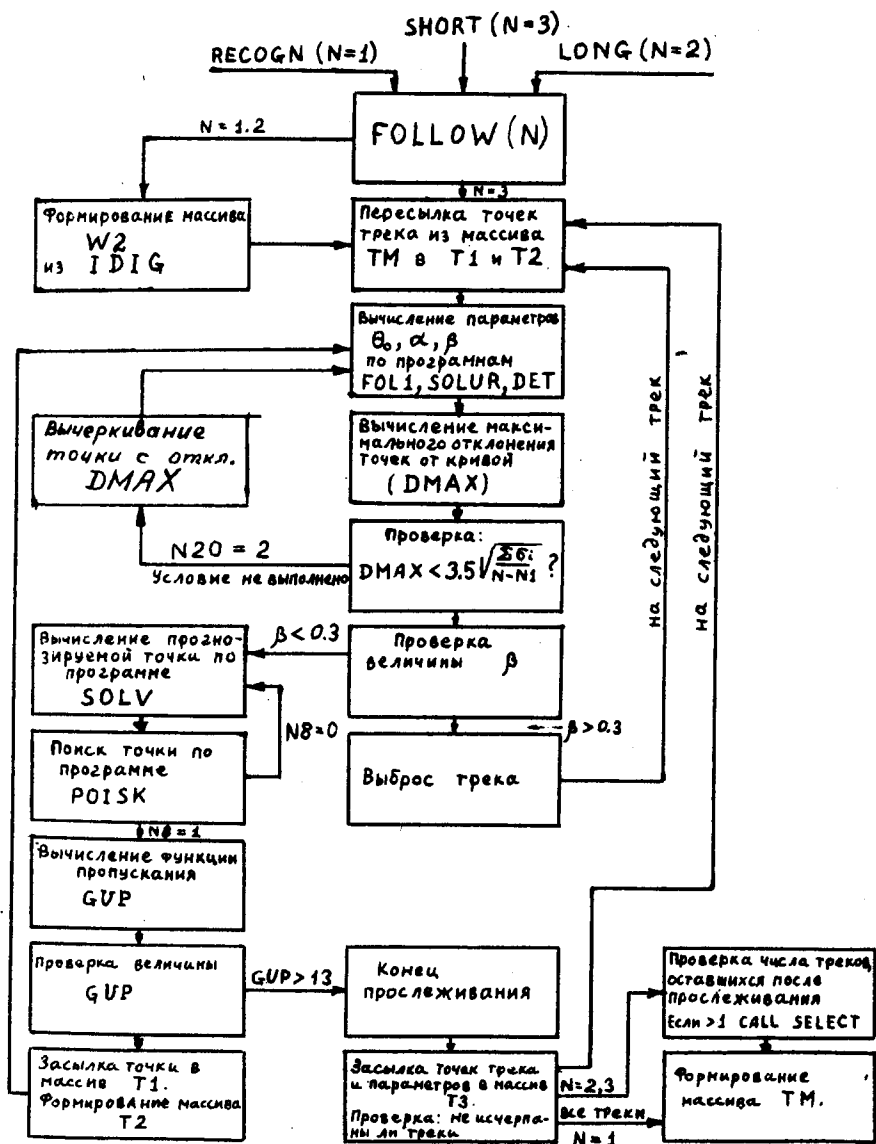 SHORT (N=3)
RECOGN (N=1)
LONG (N=2)
FOLLOW (N)
N=1.2
N=3
Формирование массива
W2
из IDIG
Пересылка точек
трека из массива
TM в T1 и T2
Вычисление параметров
θ₀, α, β
по программам
FOL1, SOLUR, DET
Вычеркивание
точки с откл.
DMAX
Вычисление макси-
мального отклонения
точек от кривой
(DMAX)
N20 = 2
Условие не выполнено
Проверка:
DMAX < 3.5 √(Σσi / N-N1) ?
на следующий трек
на следующий трек
Вычисление прогно-
зируемой точки по
программе
SOLV
β < 0.3
Проверка
величины β
N8=0
β > 0.3
Поиск точки по
программе
POISK
Выброс трека
N8=1
Вычисление функции
пропускания
GUP
Проверка величины
GUP
GUP > 13
Конец
прослеживания
Проверка числа треков,
оставшихся после
прослеживания
Если >1 CALL SELECT
Засылка точки в
массив T1.
Формирование массива
T2
Засылка точек трека
и параметров в массив
T3.
Проверка: не исчерпа-
ны ли треки
N=2,3
все треки
N=1
Формирование
массива TM.